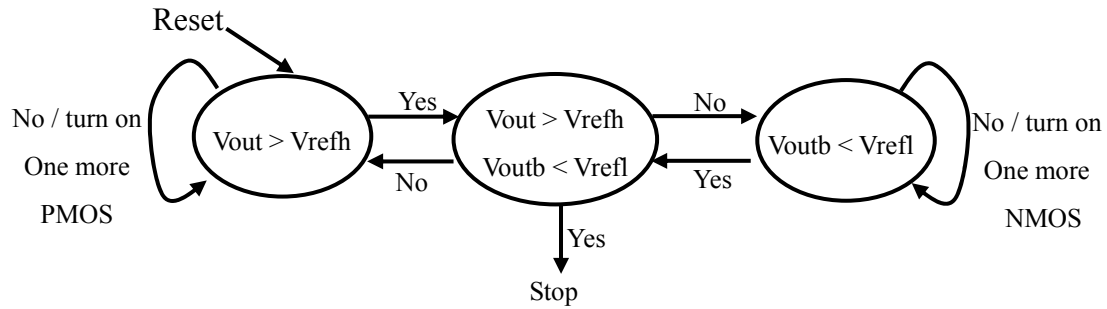 Reset
No / turn on
One more
PMOS
Vout > Vrefh
Yes
No
Vout > Vrefh
Voutb < Vrefl
No
Yes
Voutb < Vrefl
No / turn on
One more
NMOS
Yes
Stop